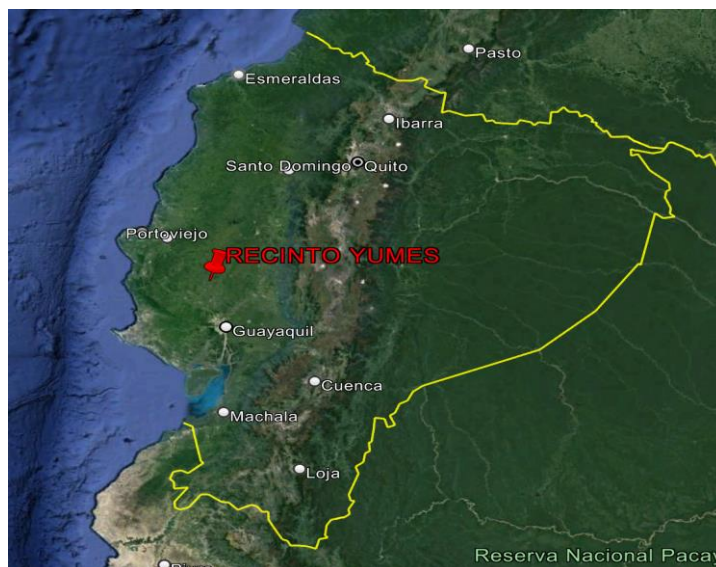 Pasto
Esmeraldas
Ibarra
Santo Domingo
Quito
Portoviejo
RECINTO YUMES
Guayaquil
Cuenca
Machala
Loja
Reserva Nacional Pacay